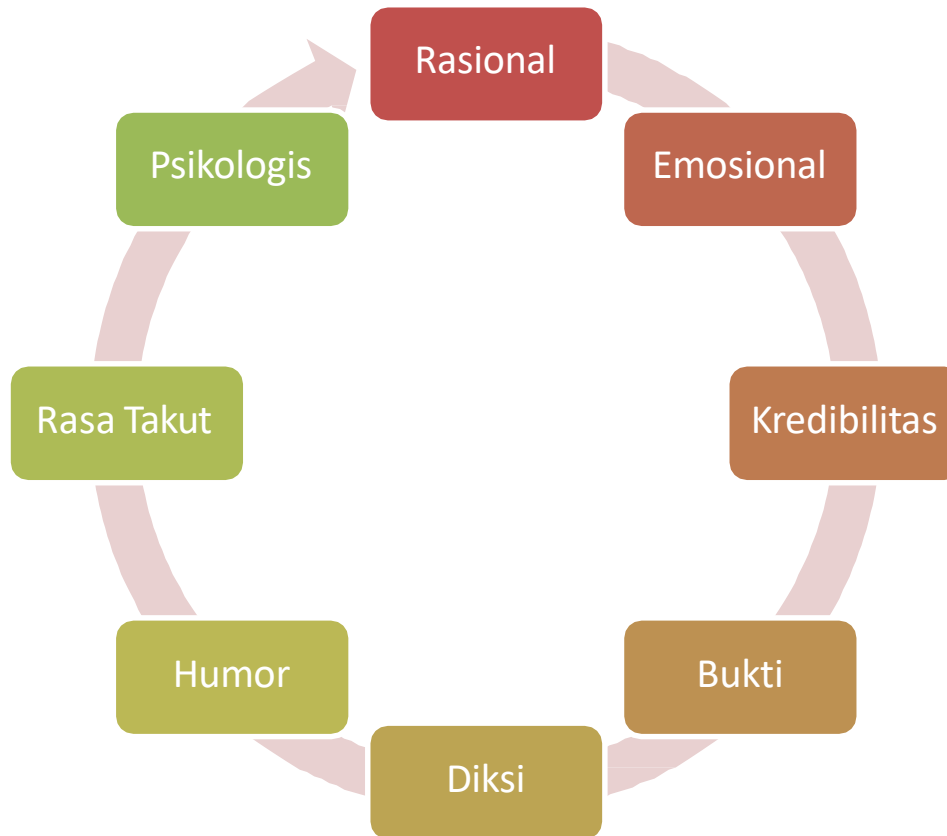 Rasional
Emosional
Kredibilitas
Bukti
Diksi
Humor
Rasa Takut
Psikologis